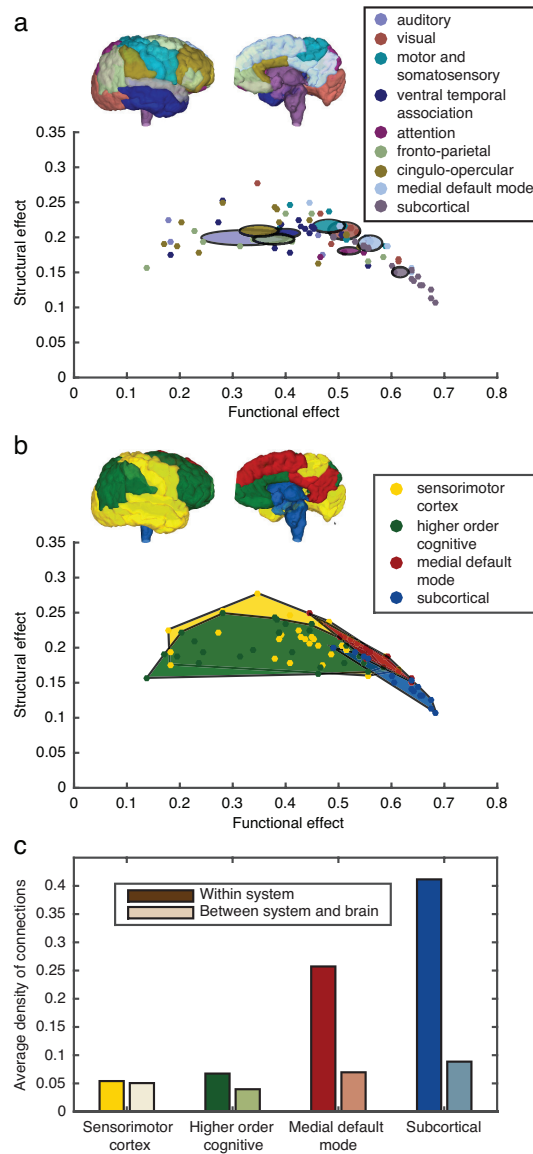 a
auditory
visual
motor and
somatosensory
ventral temporal
association
attention
fronto-parietal
cingulo-opercular
medial default mode
subcortical
0.35
0.3
0.25
0.2
0.15
0.1
0.05
0
Structural effect
0 0.1 0.2 0.3 0.4 0.5 0.6 0.7 0.8
Functional effect
b
sensorimotor
cortex
higher order
cognitive
medial default
mode
subcortical
0.35
0.3
0.25
0.2
0.15
0.1
0.05
0
Structural effect
0 0.1 0.2 0.3 0.4 0.5 0.6 0.7 0.8
Functional effect
c
Within system
Between system and brain
0.4
0.35
0.3
0.25
0.2
0.15
0.1
0.05
0
Average density of connections
Sensorimotor
cortex
Higher order
cognitive
Medial default
mode
Subcortical